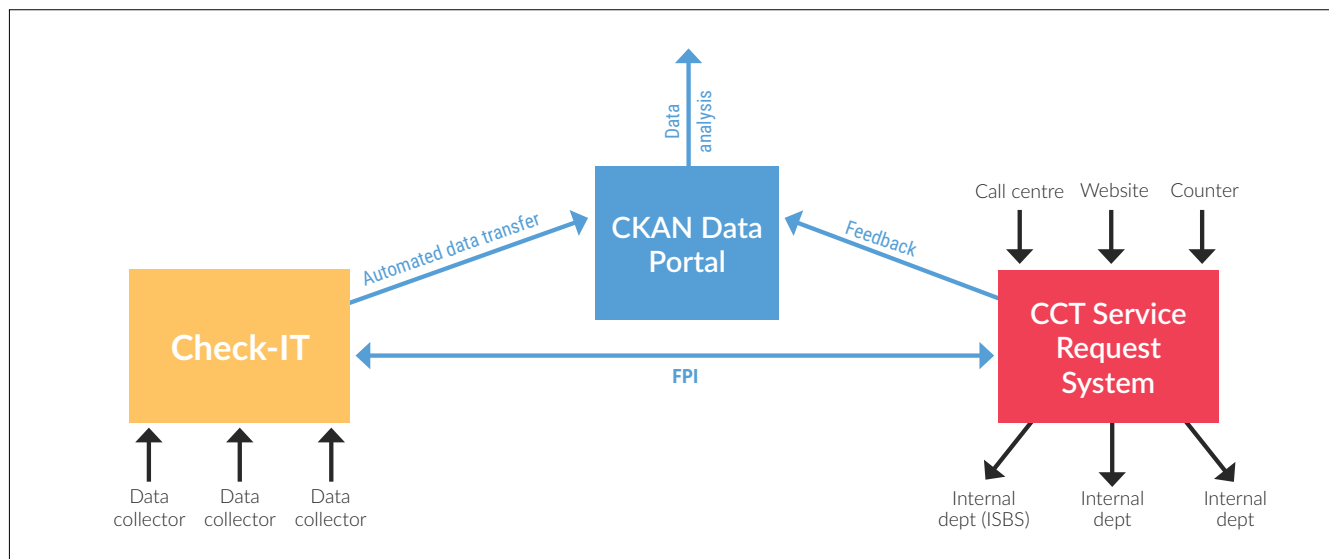 Data
analysis
CKAN Data
Portal
Automated data transfer
Feedback
Call centre
Website
Counter
Check-IT
FPI
CCT Service
Request
System
Data
collector
Data
collector
Data
collector
Internal
dept (ISBS)
Internal
dept
Internal
dept